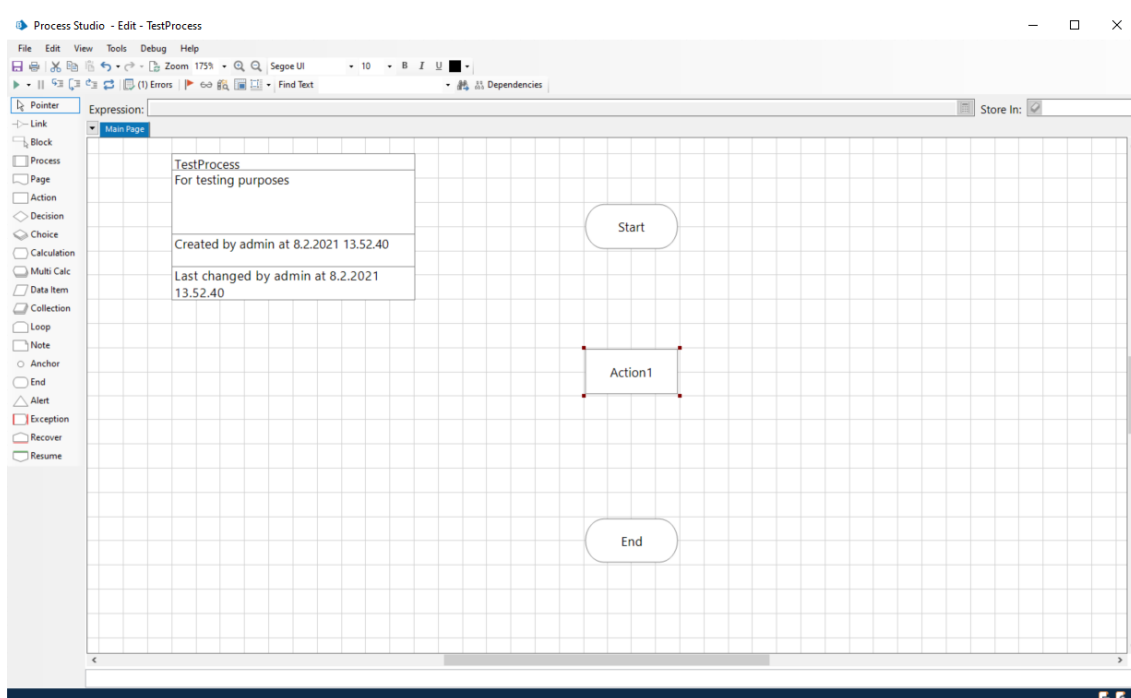 Process Studio - Edit - TestProcess
File Edit View Tools Debug Help
Zoom 175% Segoe UI 10 B I U
(1) Errors Find Text Dependencies
Pointer
Expression: Store In:
Link
Main Page
Block
Process
Page
Action
Decision
Choice
Calculation
Multi Calc
Data Item
Collection
Loop
Note
Anchor
End
Alert
Exception
Recover
Resume
TestProcess
For testing purposes
Created by admin at 8.2.2021 13.52.40
Last changed by admin at 8.2.2021
13.52.40
Start
Action1
End